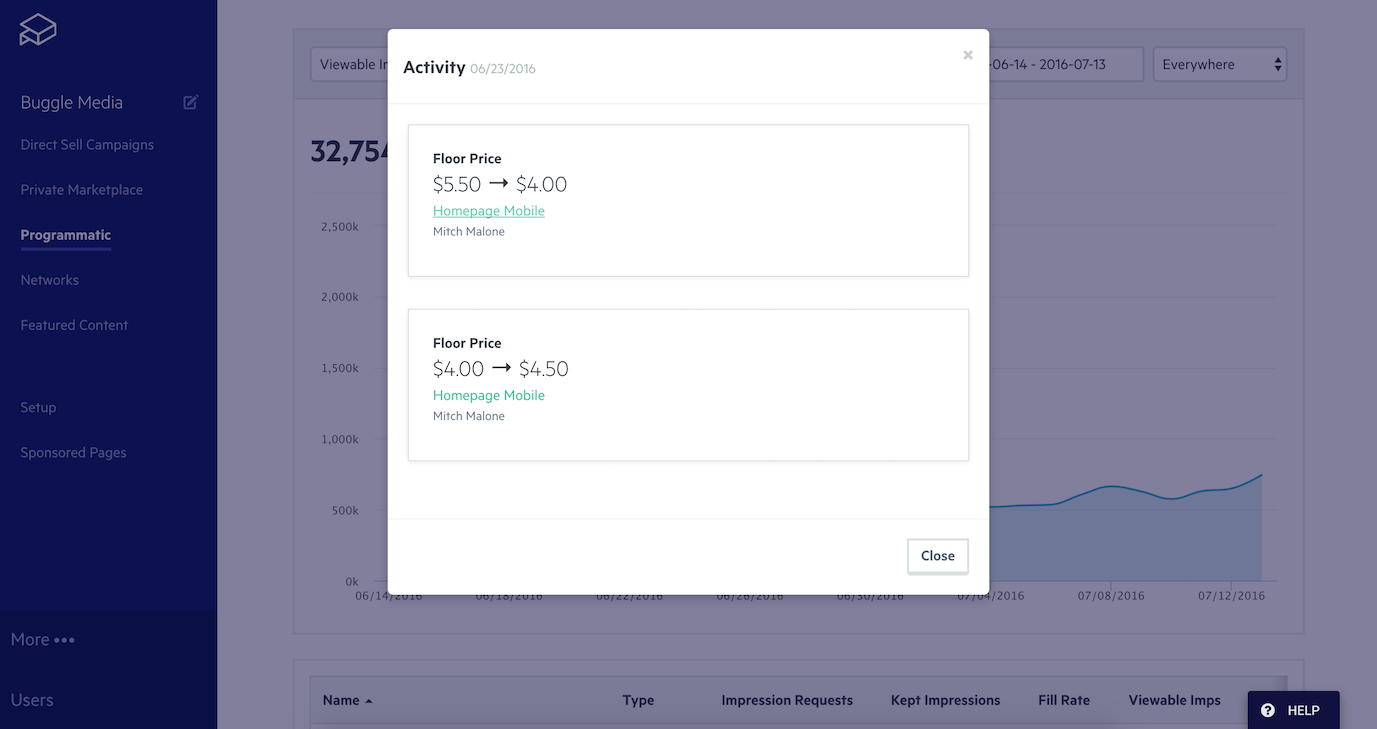 Buggle Media
Direct Sell Campaigns
Private Marketplace
Programmatic
Networks
Featured Content
Setup
Sponsored Pages
More •••
Users
Viewable
-06-14 - 2016-07-13
Everywhere
32,754
2,500k
2,000k
1,500k
1,000k
500k
0k
06/14/2016 06/18/2016 06/22/2016 06/26/2016 06/30/2016 07/04/2016 07/08/2016 07/12/2016
Activity 06/23/2016
×
Floor Price
$5.50 → $4.00
Homepage Mobile
Mitch Malone
Floor Price
$4.00 → $4.50
Homepage Mobile
Mitch Malone
Close
Name Type Impression Requests Kept Impressions Fill Rate Viewable Imps
? HELP